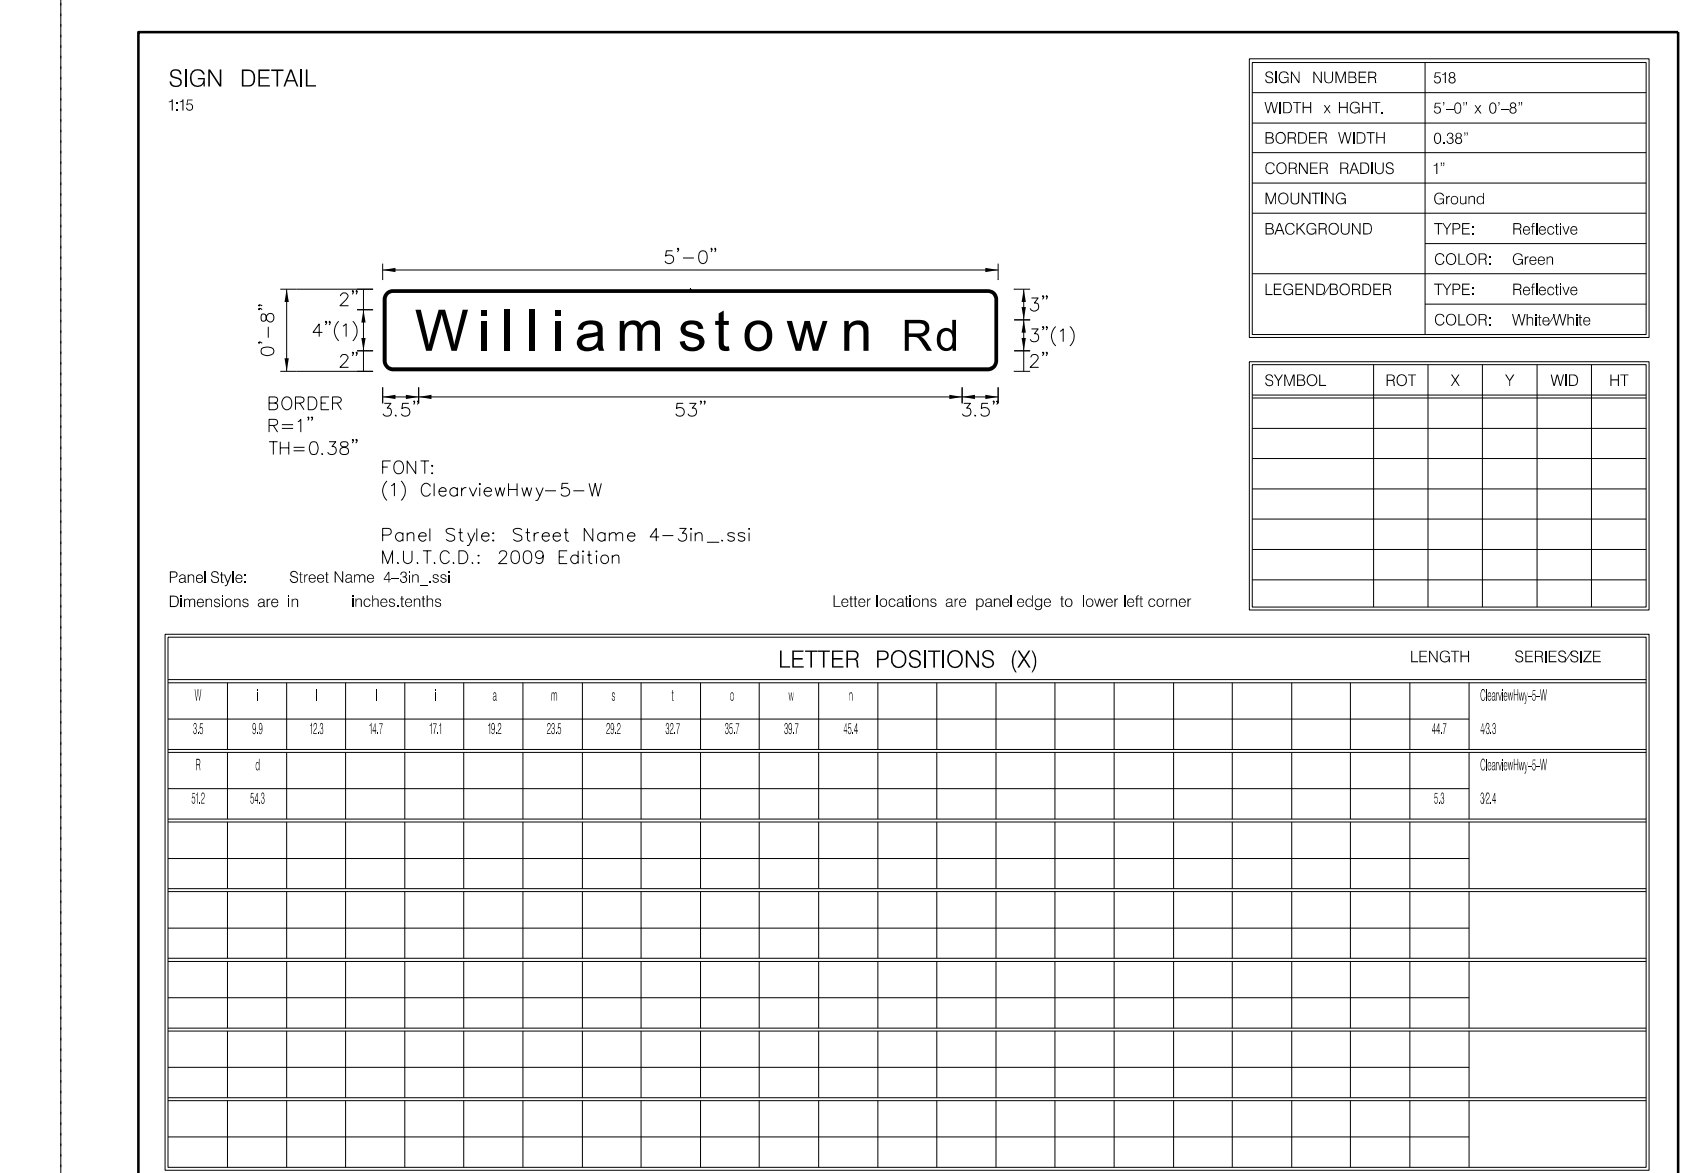 SIGN DETAIL
1:15
5'-0"
0'-8"
2"
4"(1)
2"
Williamstown Rd
3"
3"(1)
2"
3.5"
53"
3.5"
BORDER
R=1"
TH=0.38"
FONT:
(1) ClearviewHwy-5-W
Panel Style: Street Name 4-3in_.ssi
M.U.T.C.D.: 2009 Edition
Panel Style: Street Name 4-3in_.ssi
Dimensions are in inches.tenths
Letter locations are panel edge to lower left corner
SIGN NUMBER 518
WIDTH x HGHT. 5'-0" x 0'-8"
BORDER WIDTH 0.38"
CORNER RADIUS 1"
MOUNTING Ground
BACKGROUND TYPE: Reflective
COLOR: Green
LEGEND/BORDER TYPE: Reflective
COLOR: White/White
SYMBOL ROT X Y WID HT
LETTER POSITIONS (X) LENGTH SERIES/SIZE
W i l l i a m s t o w n ClearviewHwy-5-W
3.5 9.9 12.3 14.7 17.1 19.2 23.5 29.2 32.7 35.7 39.7 45.4 44.7 43.3
R d ClearviewHwy-5-W
51.2 54.3 5.3 32.4